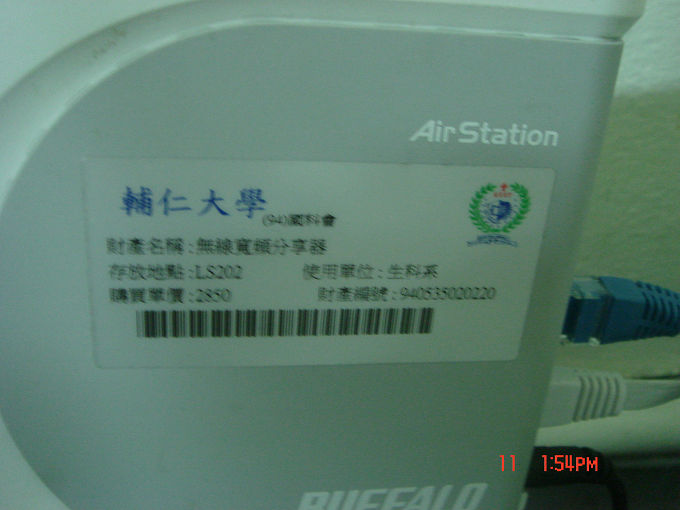 AirStation
輔仁大學 (94)國科會
財產名稱:無線寬頻分享器
存放地點:LS202 使用單位:生科系
購買單價:2850 財產編號:940535020220
BUFFALO
11 1:54PM